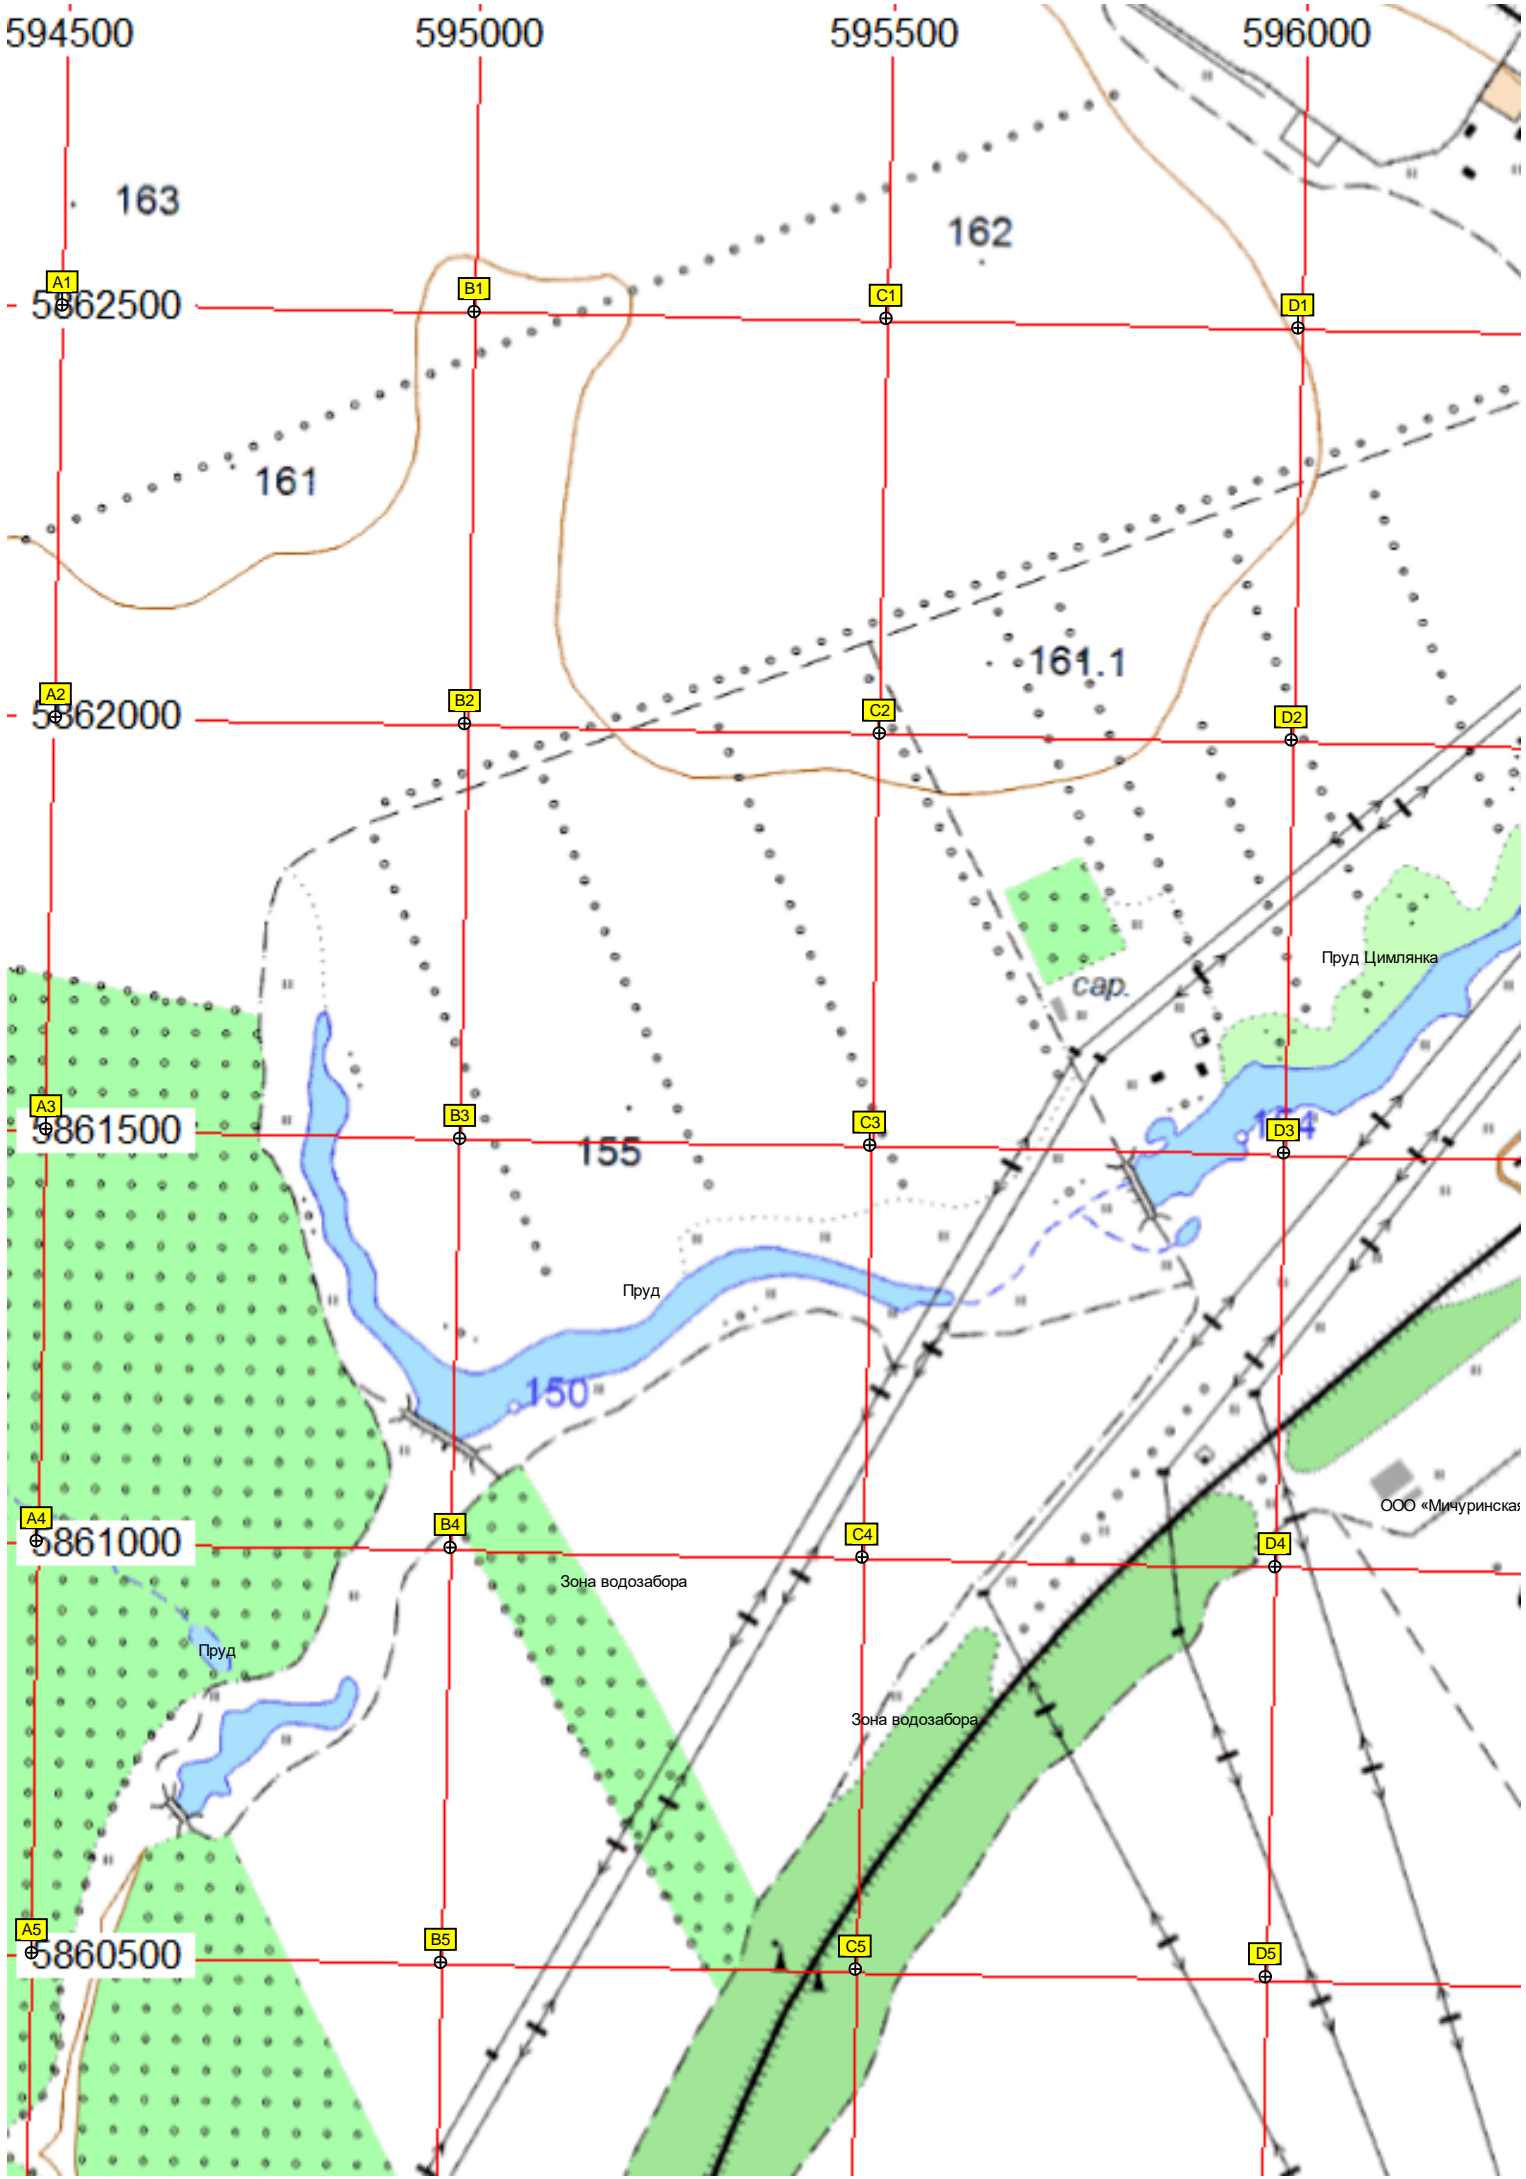 594500 595000 595500 596000
163
162
A1 B1 C1 D1
5862500
161
161.1
A2 B2 C2 D2
5862000
Пруд Цимлянка
сар.
A3 B3 C3 D3
5861500
155
Пруд
150
ООО «Мичуринская
A4 B4 C4 D4
5861000
Зона водозабора
Пруд
Зона водозабора
A5 B5 C5 D5
5860500